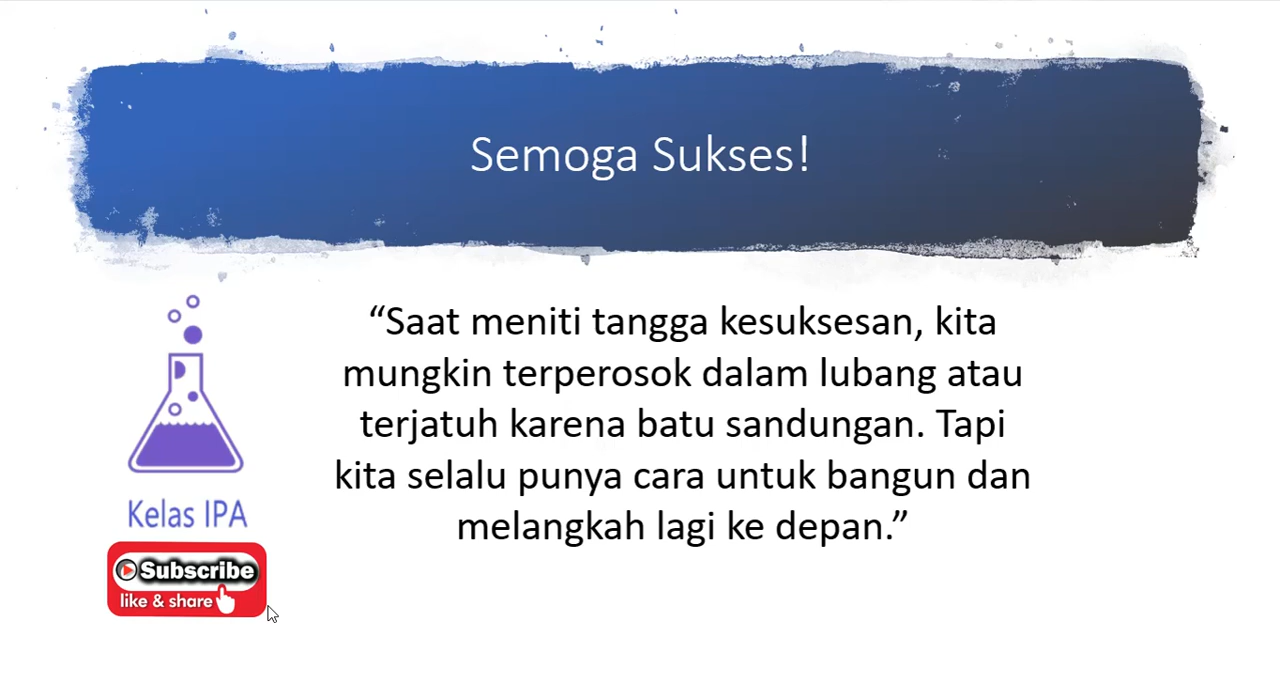 Semoga Sukses!
“Saat meniti tangga kesuksesan, kita
mungkin terperosok dalam lubang atau
terjatuh karena batu sandungan. Tapi
kita selalu punya cara untuk bangun dan
melangkah lagi ke depan.”
Kelas IPA
Subscribe
like & share